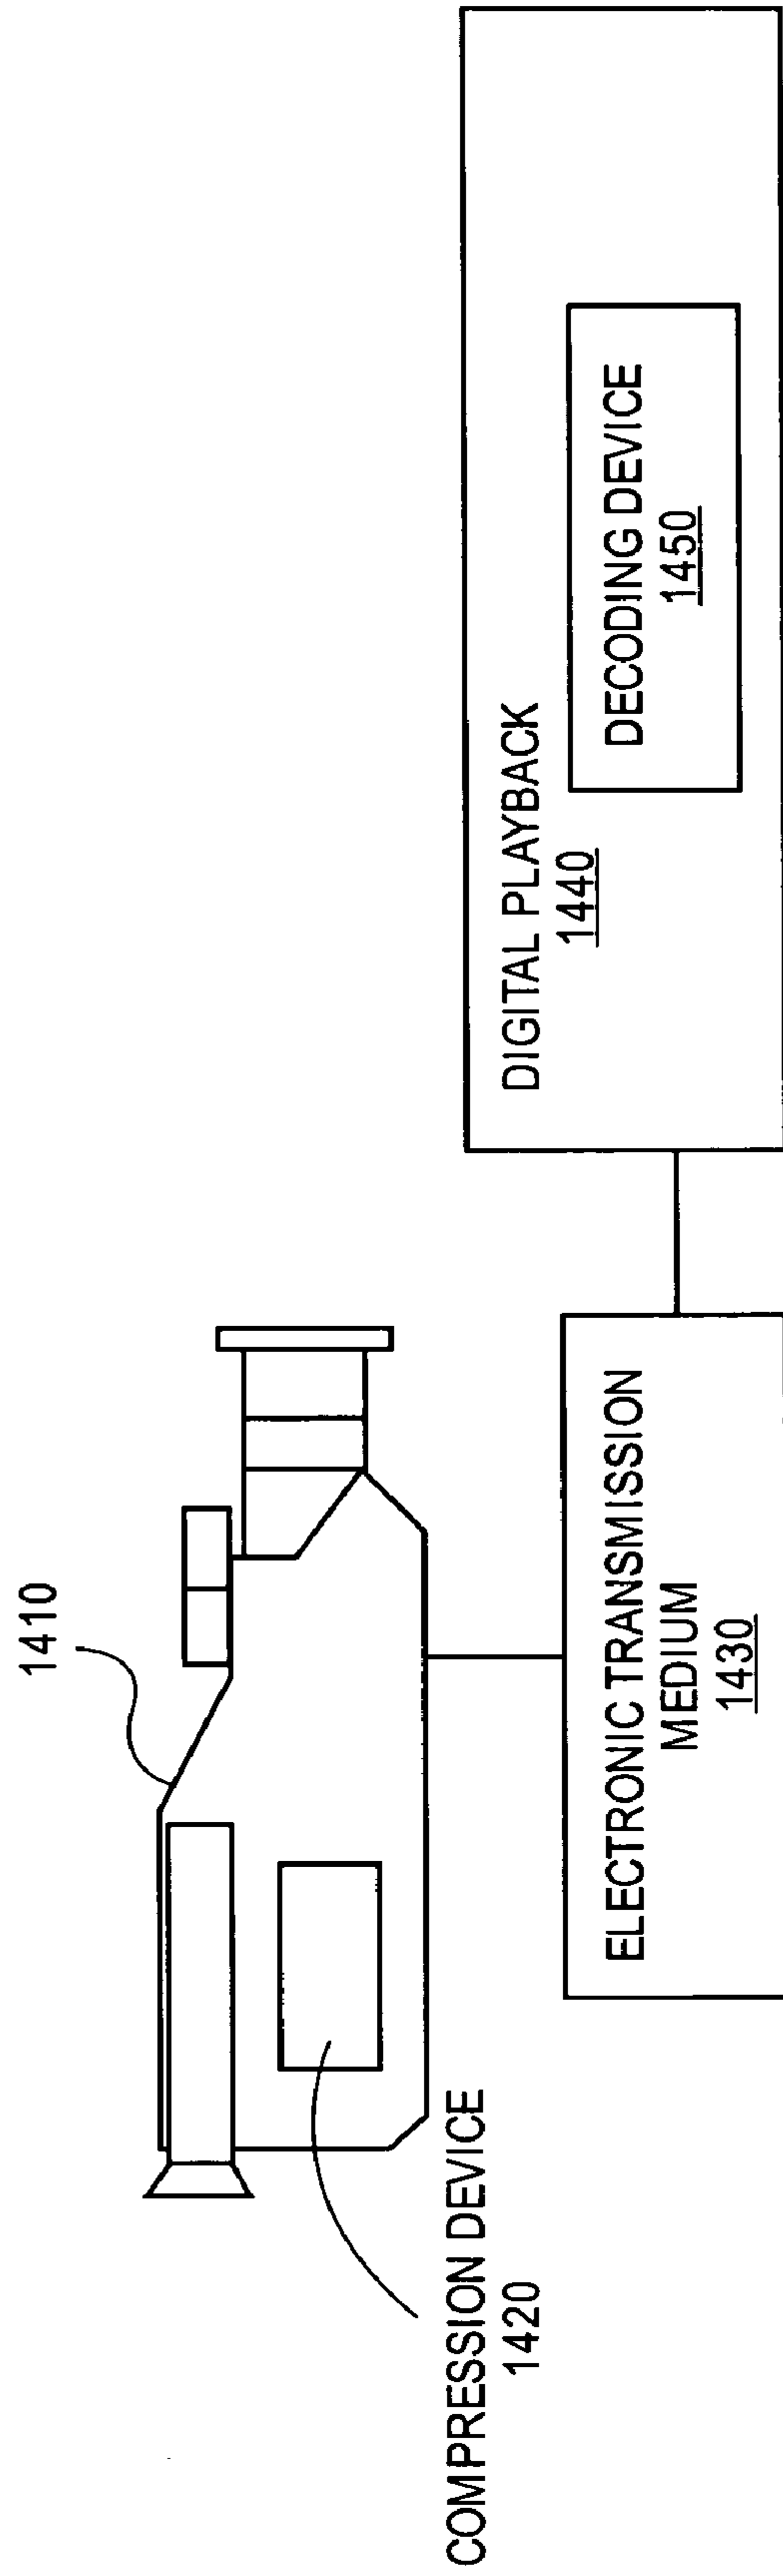 1410
COMPRESSION DEVICE
1420
ELECTRONIC TRANSMISSION
MEDIUM
1430
DIGITAL PLAYBACK
1440
DECODING DEVICE
1450